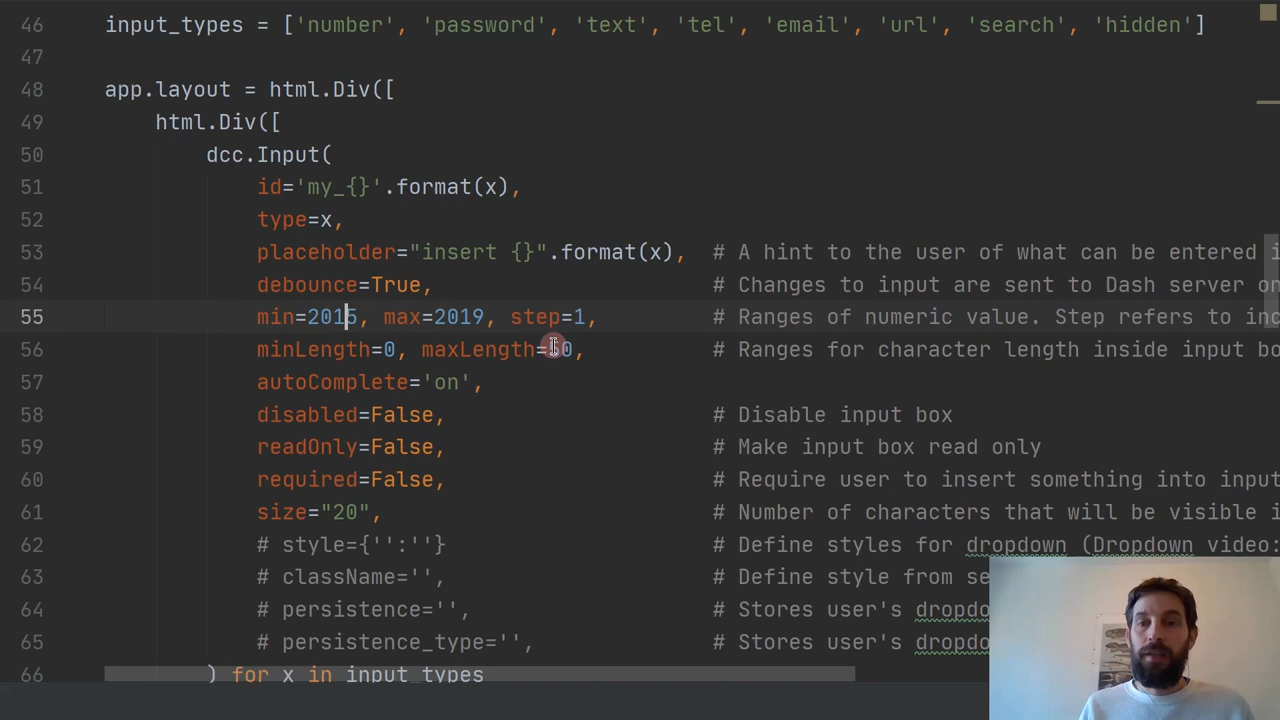 46 input_types = ['number', 'password', 'text', 'tel', 'email', 'url', 'search', 'hidden']
47
48 app.layout = html.Div([
49 html.Div([
50 dcc.Input(
51 id='my_{}'.format(x),
52 type=x,
53 placeholder="insert {}".format(x), # A hint to the user of what can be entered i
54 debounce=True, # Changes to input are sent to Dash server on
55 min=2015, max=2019, step=1, # Ranges of numeric value. Step refers to inc
56 minLength=0, maxLength= # Ranges for character length inside input bo
57 autoComplete='on',
58 disabled=False, # Disable input box
59 readOnly=False, # Make input box read only
60 required=False, # Require user to insert something into input
61 size="20", # Number of characters that will be visible i
62 # style={'':''} # Define styles for dropdown (Dropdown video:
63 # className='', # Define style from se
64 # persistence='', # Stores user's dropdo
65 # persistence_type='', # Stores user's dropdo
66 ) for x in input_types